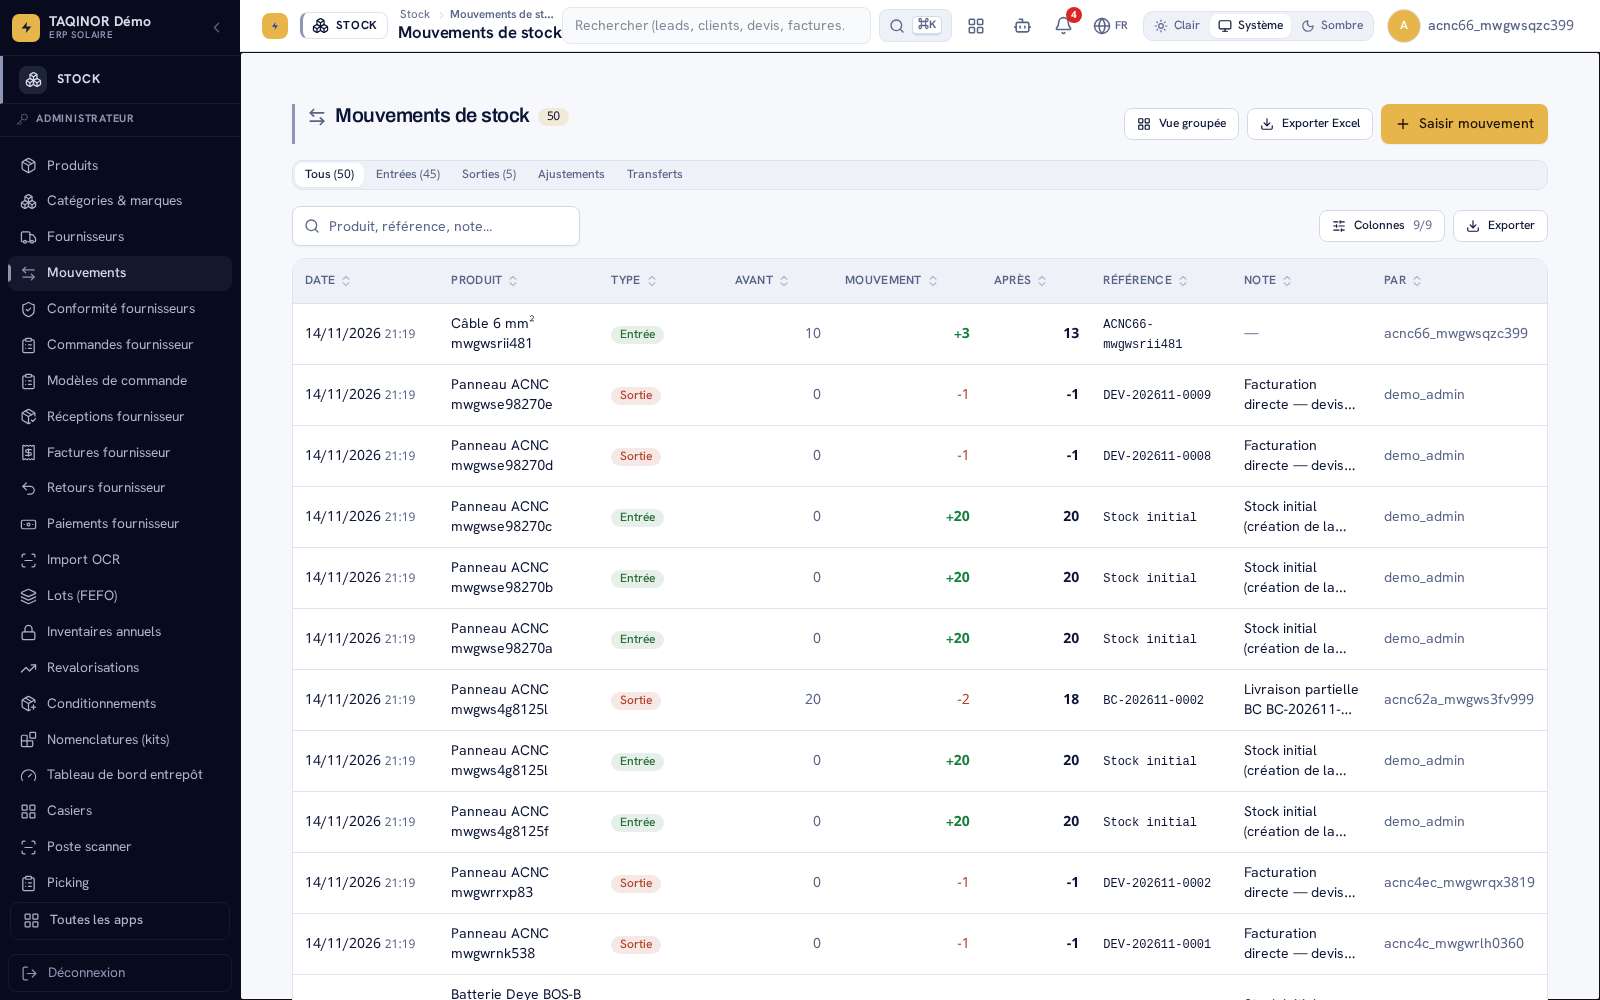 TAQINOR Démo
ERP SOLAIRE
STOCK
ADMINISTRATEUR
Produits
Catégories & marques
Fournisseurs
Mouvements
Conformité fournisseurs
Commandes fournisseur
Modèles de commande
Réceptions fournisseur
Factures fournisseur
Retours fournisseur
Paiements fournisseur
Import OCR
Lots (FEFO)
Inventaires annuels
Revalorisations
Conditionnements
Nomenclatures (kits)
Tableau de bord entrepôt
Casiers
Poste scanner
Picking
Toutes les apps
Déconnexion
STOCK
Stock Mouvements de st...
Mouvements de stock
Rechercher (leads, clients, devis, factures.
⌘K
4
FR
Clair Système Sombre
A acnc66_mwgwsqzc399
Mouvements de stock 50
Vue groupée Exporter Excel Saisir mouvement
Tous (50) Entrées (45) Sorties (5) Ajustements Transferts
Produit, référence, note...
Colonnes 9/9 Exporter
DATE PRODUIT TYPE AVANT MOUVEMENT APRÈS RÉFÉRENCE NOTE PAR
14/11/2026 21:19 Câble 6 mm² mwgwsrii481 Entrée 10 +3 13 ACNC66-mwgwsrii481 — acnc66_mwgwsqzc399
14/11/2026 21:19 Panneau ACNC mwgwse98270e Sortie 0 -1 -1 DEV-202611-0009 Facturation directe — devis... demo_admin
14/11/2026 21:19 Panneau ACNC mwgwse98270d Sortie 0 -1 -1 DEV-202611-0008 Facturation directe — devis... demo_admin
14/11/2026 21:19 Panneau ACNC mwgwse98270c Entrée 0 +20 20 Stock initial Stock initial (création de la... demo_admin
14/11/2026 21:19 Panneau ACNC mwgwse98270b Entrée 0 +20 20 Stock initial Stock initial (création de la... demo_admin
14/11/2026 21:19 Panneau ACNC mwgwse98270a Entrée 0 +20 20 Stock initial Stock initial (création de la... demo_admin
14/11/2026 21:19 Panneau ACNC mwgws4g8125l Sortie 20 -2 18 BC-202611-0002 Livraison partielle BC BC-202611-... acnc62a_mwgws3fv999
14/11/2026 21:19 Panneau ACNC mwgws4g8125l Entrée 0 +20 20 Stock initial Stock initial (création de la... demo_admin
14/11/2026 21:19 Panneau ACNC mwgws4g8125f Entrée 0 +20 20 Stock initial Stock initial (création de la... demo_admin
14/11/2026 21:19 Panneau ACNC mwgwrrxp83 Sortie 0 -1 -1 DEV-202611-0002 Facturation directe — devis... acnc4ec_mwgwrqx3819
14/11/2026 21:19 Panneau ACNC mwgwrnk538 Sortie 0 -1 -1 DEV-202611-0001 Facturation directe — devis... acnc4c_mwgwrlh0360
Batterie Deye BOS-B